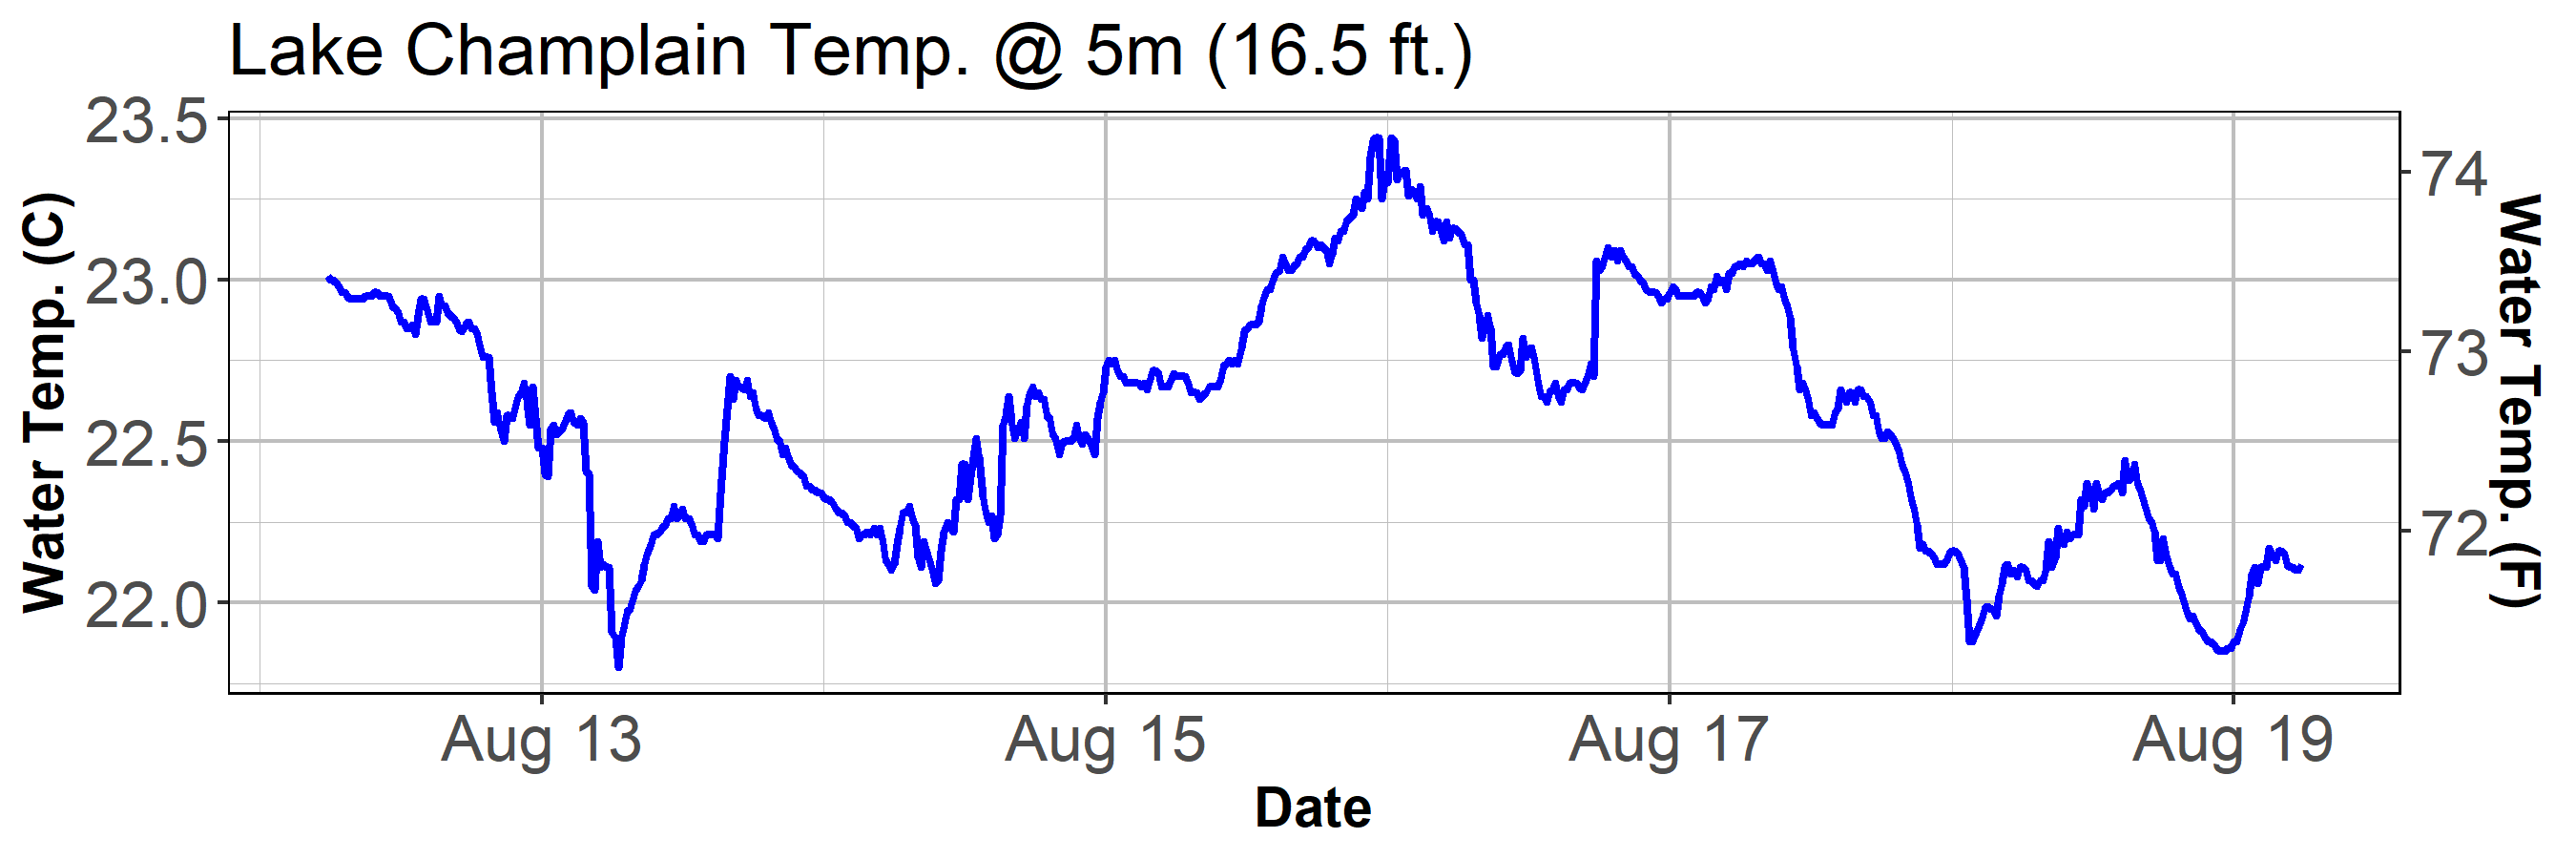 Lake Champlain Temp. @ 5m (16.5 ft.)
Water Temp. (C)
23.5
23.0
22.5
22.0
74
73
72
Water Temp. (F)
Aug 13 Aug 15 Aug 17 Aug 19
Date